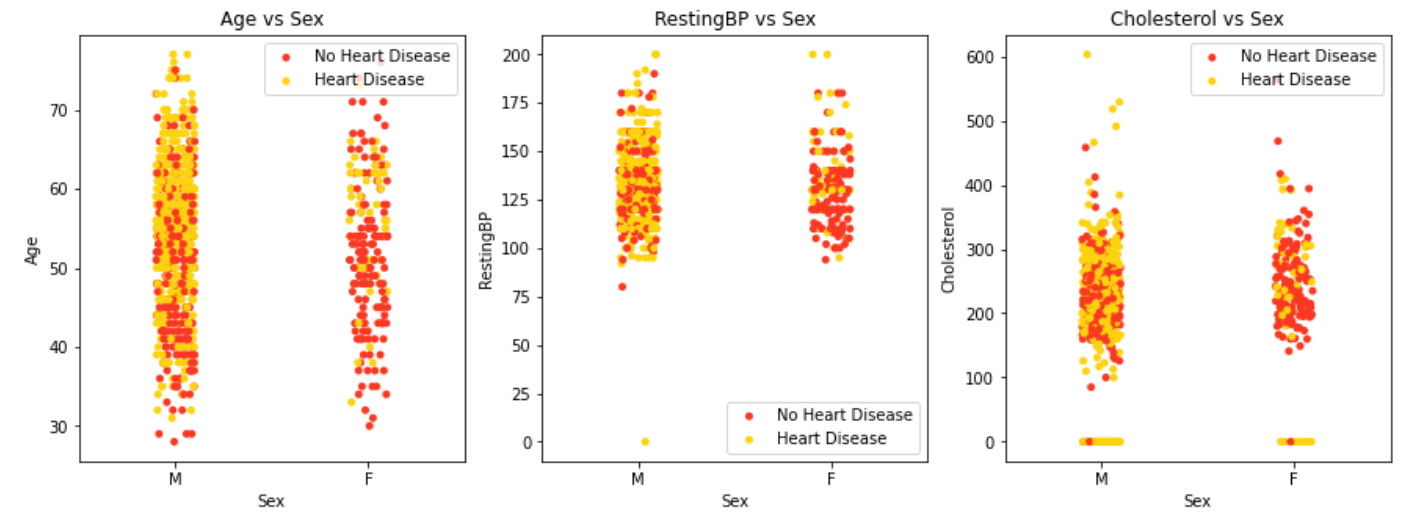 Age vs Sex
No Heart Disease
Heart Disease
70
60
50
40
30
Age
M
F
Sex
RestingBP vs Sex
200
175
150
125
100
75
50
25
0
RestingBP
No Heart Disease
Heart Disease
M
F
Sex
Cholesterol vs Sex
No Heart Disease
Heart Disease
600
500
400
300
200
100
0
Cholesterol
M
F
Sex